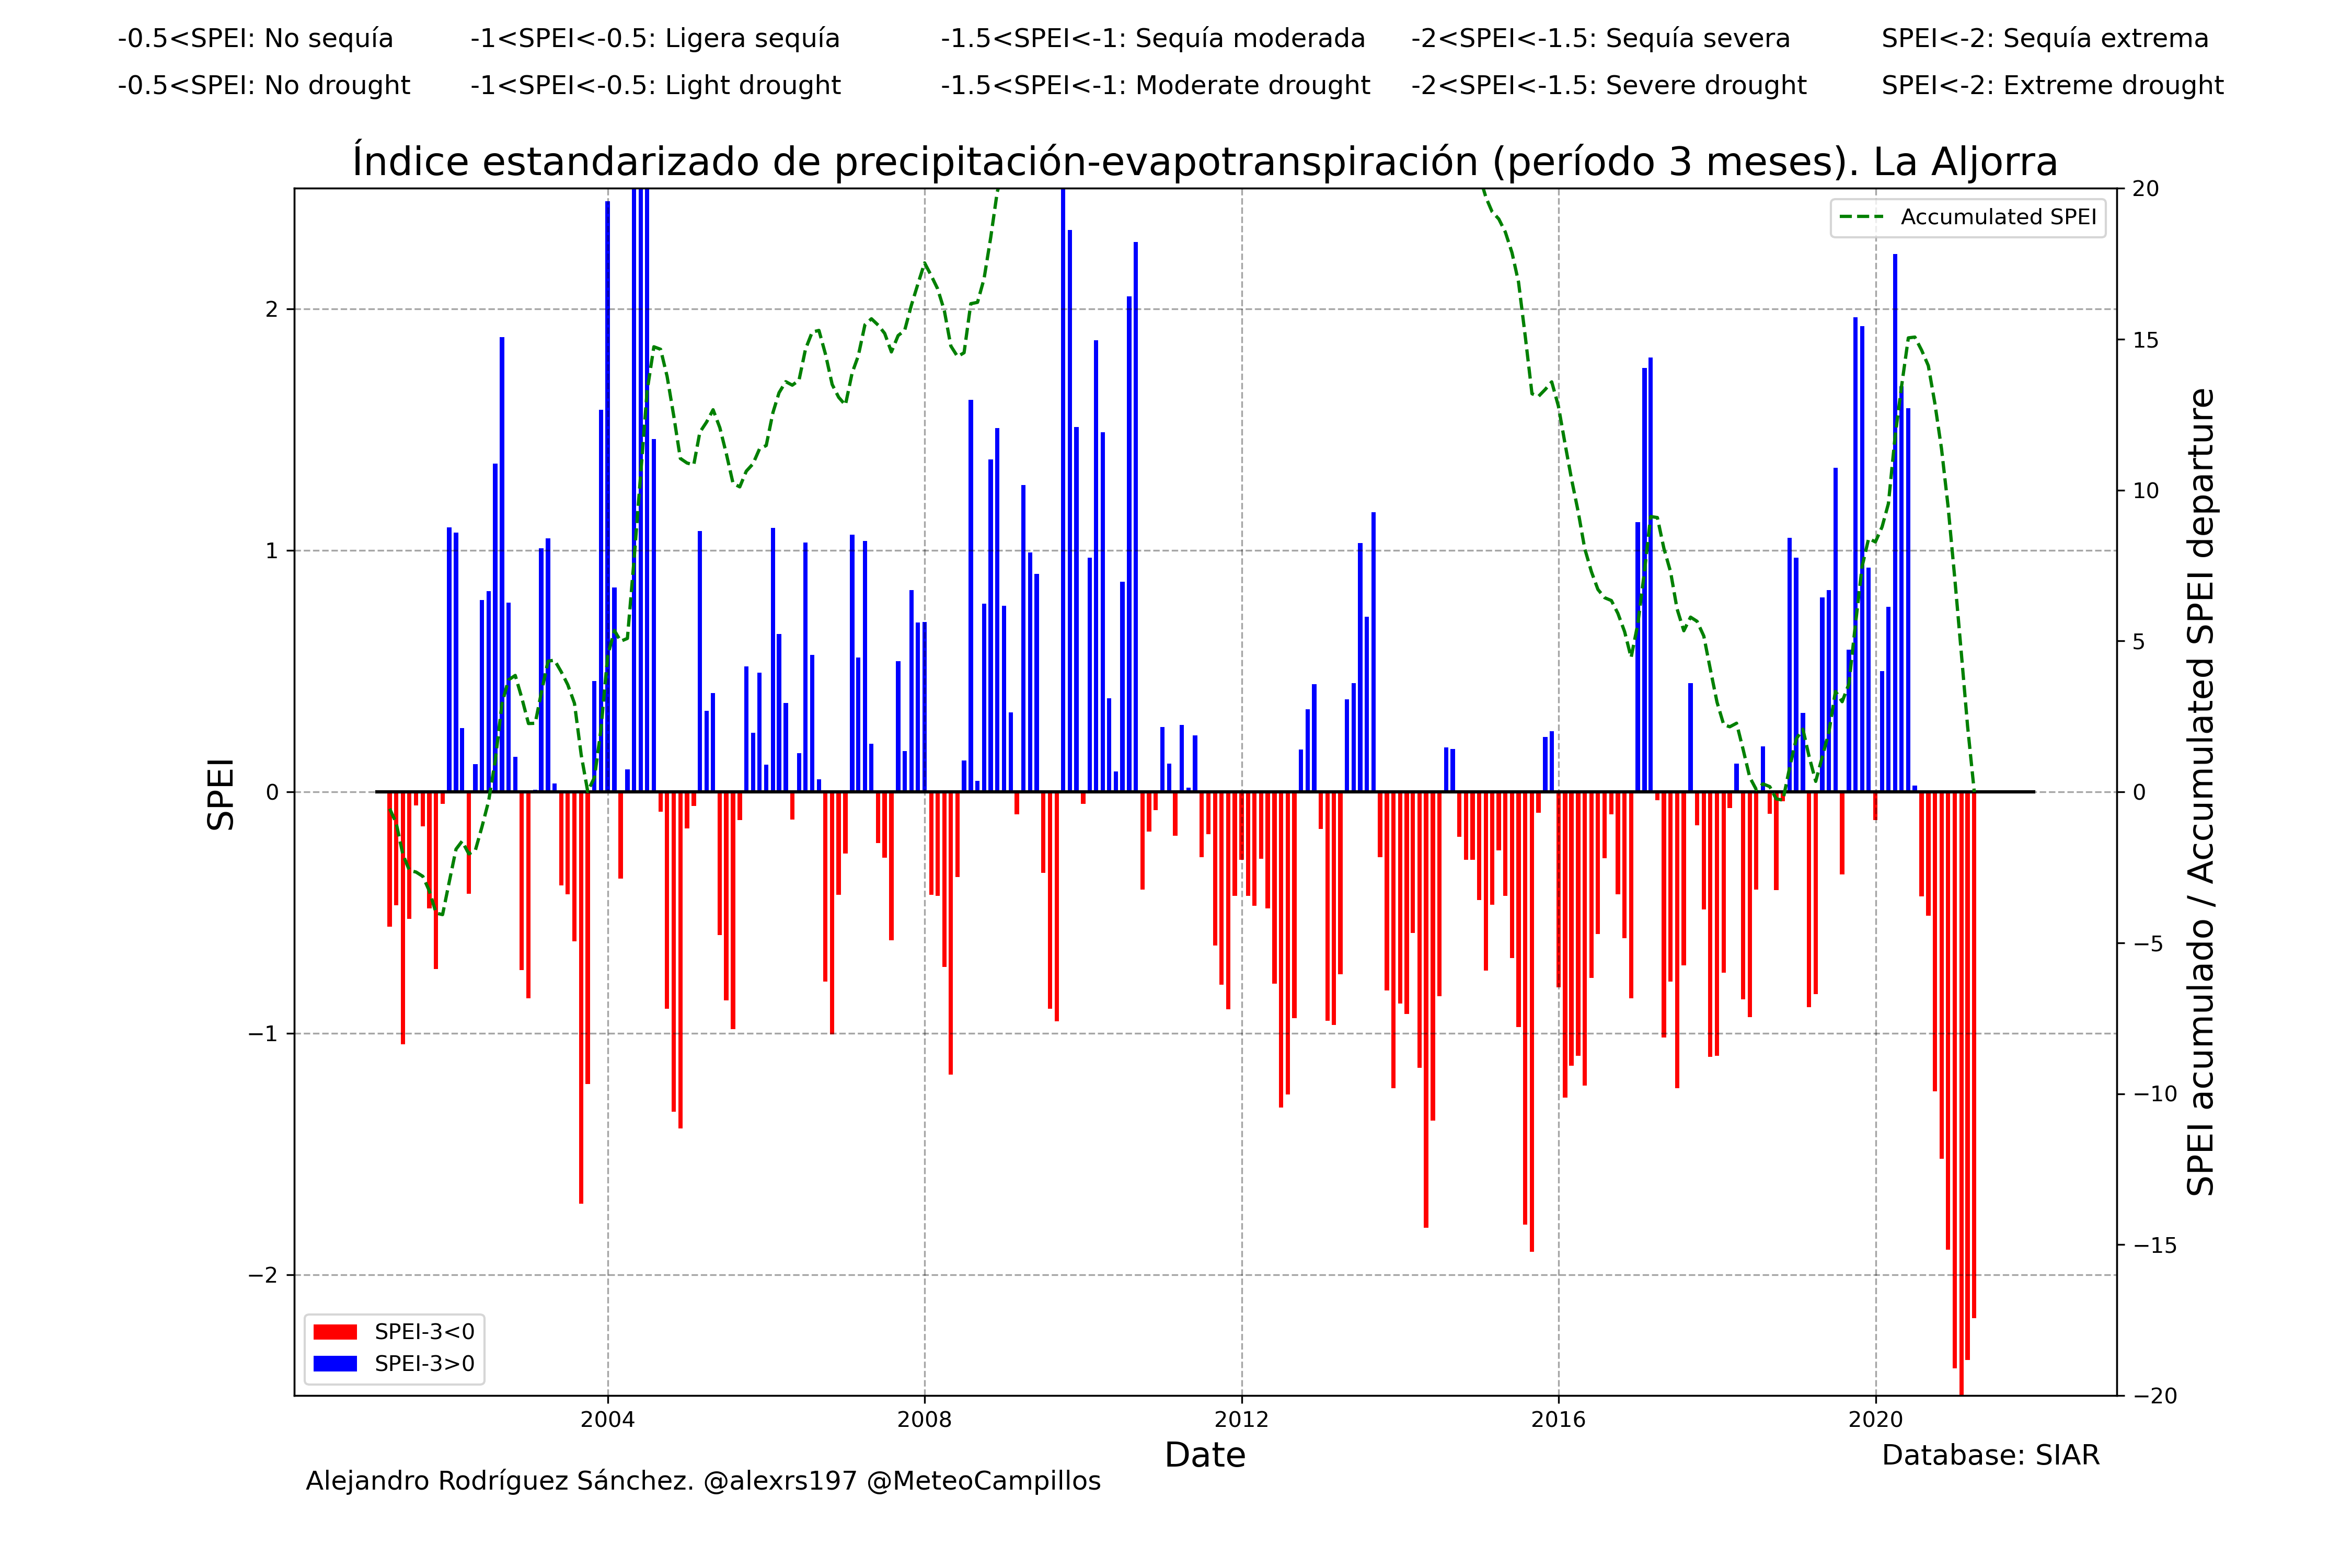 -0.5<SPEI: No sequía -1<SPEI<-0.5: Ligera sequía -1.5<SPEI<-1: Sequía moderada -2<SPEI<-1.5: Sequía severa SPEI<-2: Sequía extrema
-0.5<SPEI: No drought -1<SPEI<-0.5: Light drought -1.5<SPEI<-1: Moderate drought -2<SPEI<-1.5: Severe drought SPEI<-2: Extreme drought
Índice estandarizado de precipitación-evapotranspiración (período 3 meses). La Aljorra
Accumulated SPEI
SPEI
2
1
0
−1
−2
20
15
10
5
0
−5
−10
−15
−20
SPEI acumulado / Accumulated SPEI departure
SPEI-3<0
SPEI-3>0
2004 2008 2012 2016 2020
Date
Database: SIAR
Alejandro Rodríguez Sánchez. @alexrs197 @MeteoCampillos